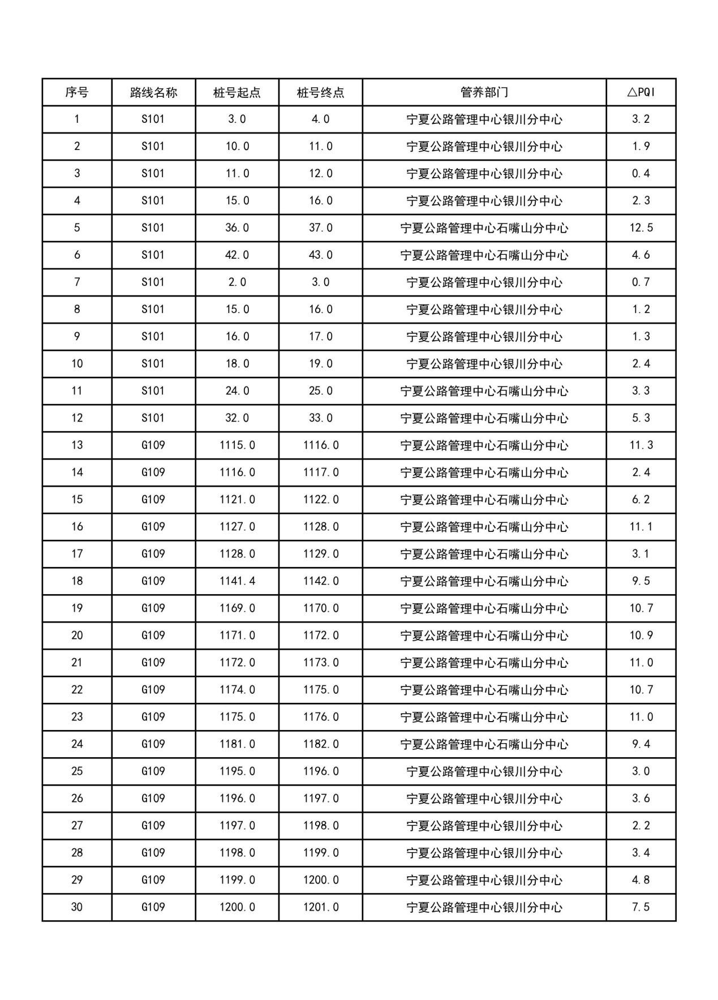 序号 路线名称 桩号起点 桩号终点 管养部门 △PQI
1 S101 3.0 4.0 宁夏公路管理中心银川分中心 3.2
2 S101 10.0 11.0 宁夏公路管理中心银川分中心 1.9
3 S101 11.0 12.0 宁夏公路管理中心银川分中心 0.4
4 S101 15.0 16.0 宁夏公路管理中心银川分中心 2.3
5 S101 36.0 37.0 宁夏公路管理中心石嘴山分中心 12.5
6 S101 42.0 43.0 宁夏公路管理中心石嘴山分中心 4.6
7 S101 2.0 3.0 宁夏公路管理中心银川分中心 0.7
8 S101 15.0 16.0 宁夏公路管理中心银川分中心 1.2
9 S101 16.0 17.0 宁夏公路管理中心银川分中心 1.3
10 S101 18.0 19.0 宁夏公路管理中心银川分中心 2.4
11 S101 24.0 25.0 宁夏公路管理中心石嘴山分中心 3.3
12 S101 32.0 33.0 宁夏公路管理中心石嘴山分中心 5.3
13 G109 1115.0 1116.0 宁夏公路管理中心石嘴山分中心 11.3
14 G109 1116.0 1117.0 宁夏公路管理中心石嘴山分中心 2.4
15 G109 1121.0 1122.0 宁夏公路管理中心石嘴山分中心 6.2
16 G109 1127.0 1128.0 宁夏公路管理中心石嘴山分中心 11.1
17 G109 1128.0 1129.0 宁夏公路管理中心石嘴山分中心 3.1
18 G109 1141.4 1142.0 宁夏公路管理中心石嘴山分中心 9.5
19 G109 1169.0 1170.0 宁夏公路管理中心石嘴山分中心 10.7
20 G109 1171.0 1172.0 宁夏公路管理中心石嘴山分中心 10.9
21 G109 1172.0 1173.0 宁夏公路管理中心石嘴山分中心 11.0
22 G109 1174.0 1175.0 宁夏公路管理中心石嘴山分中心 10.7
23 G109 1175.0 1176.0 宁夏公路管理中心石嘴山分中心 11.0
24 G109 1181.0 1182.0 宁夏公路管理中心石嘴山分中心 9.4
25 G109 1195.0 1196.0 宁夏公路管理中心银川分中心 3.0
26 G109 1196.0 1197.0 宁夏公路管理中心银川分中心 3.6
27 G109 1197.0 1198.0 宁夏公路管理中心银川分中心 2.2
28 G109 1198.0 1199.0 宁夏公路管理中心银川分中心 3.4
29 G109 1199.0 1200.0 宁夏公路管理中心银川分中心 4.8
30 G109 1200.0 1201.0 宁夏公路管理中心银川分中心 7.5